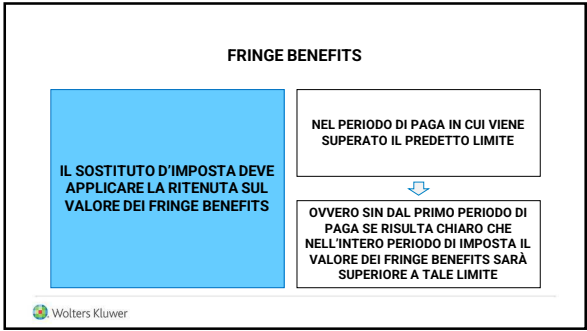 FRINGE BENEFITS
IL SOSTITUTO D'IMPOSTA DEVE
APPLICARE LA RITENUTA SUL
VALORE DEI FRINGE BENEFITS
NEL PERIODO DI PAGA IN CUI VIENE
SUPERATO IL PREDETTO LIMITE
OVVERO SIN DAL PRIMO PERIODO DI
PAGA SE RISULTA CHIARO CHE
NELL'INTERO PERIODO DI IMPOSTA IL
VALORE DEI FRINGE BENEFITS SARÀ
SUPERIORE A TALE LIMITE
Wolters Kluwer